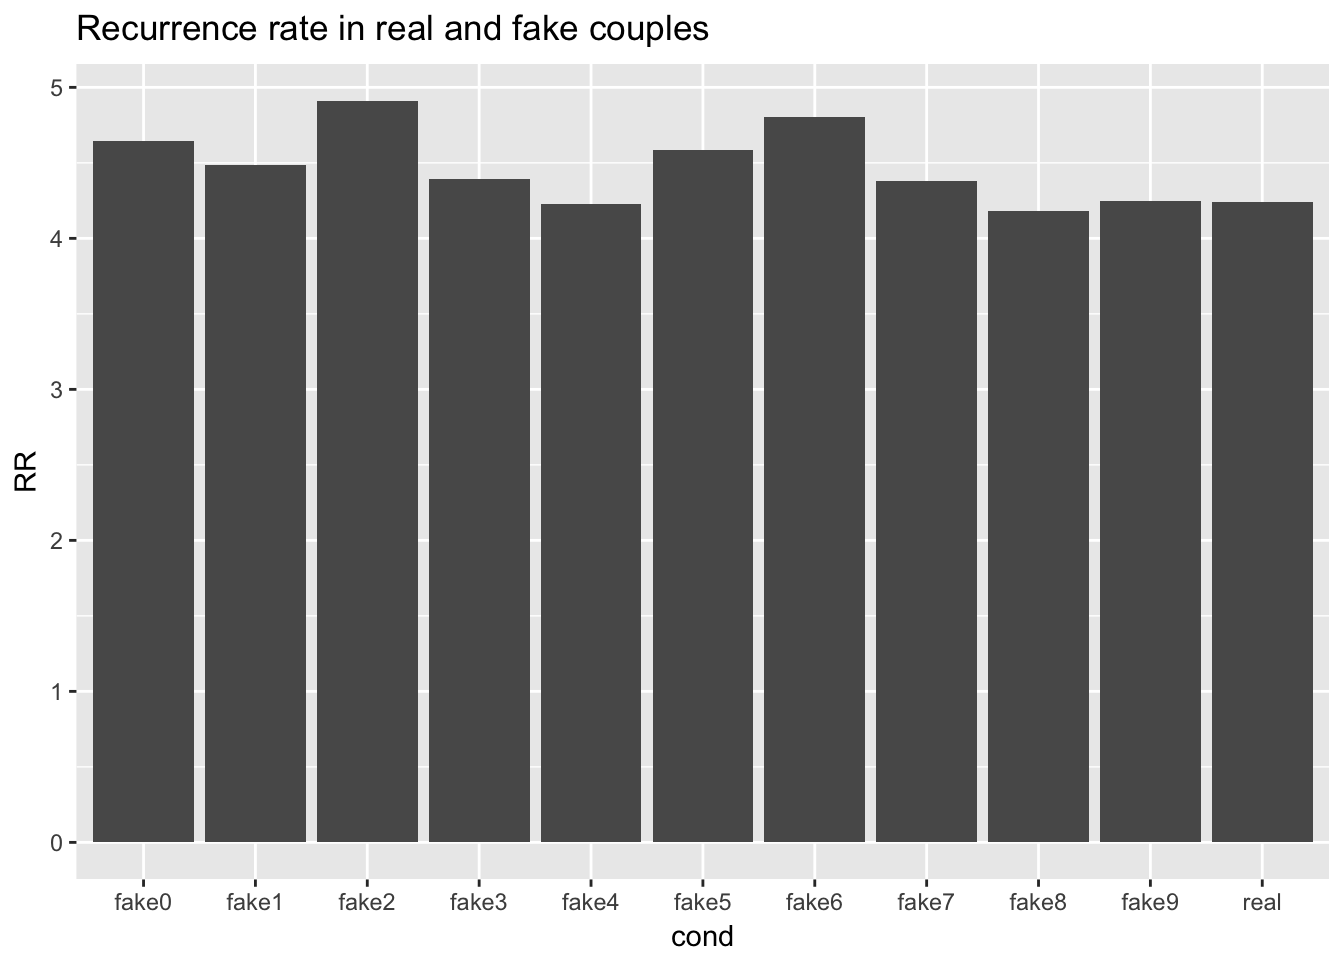 Recurrence rate in real and fake couples
5
4
3
2
1
0
RR
fake0 fake1 fake2 fake3 fake4 fake5 fake6 fake7 fake8 fake9 real
cond